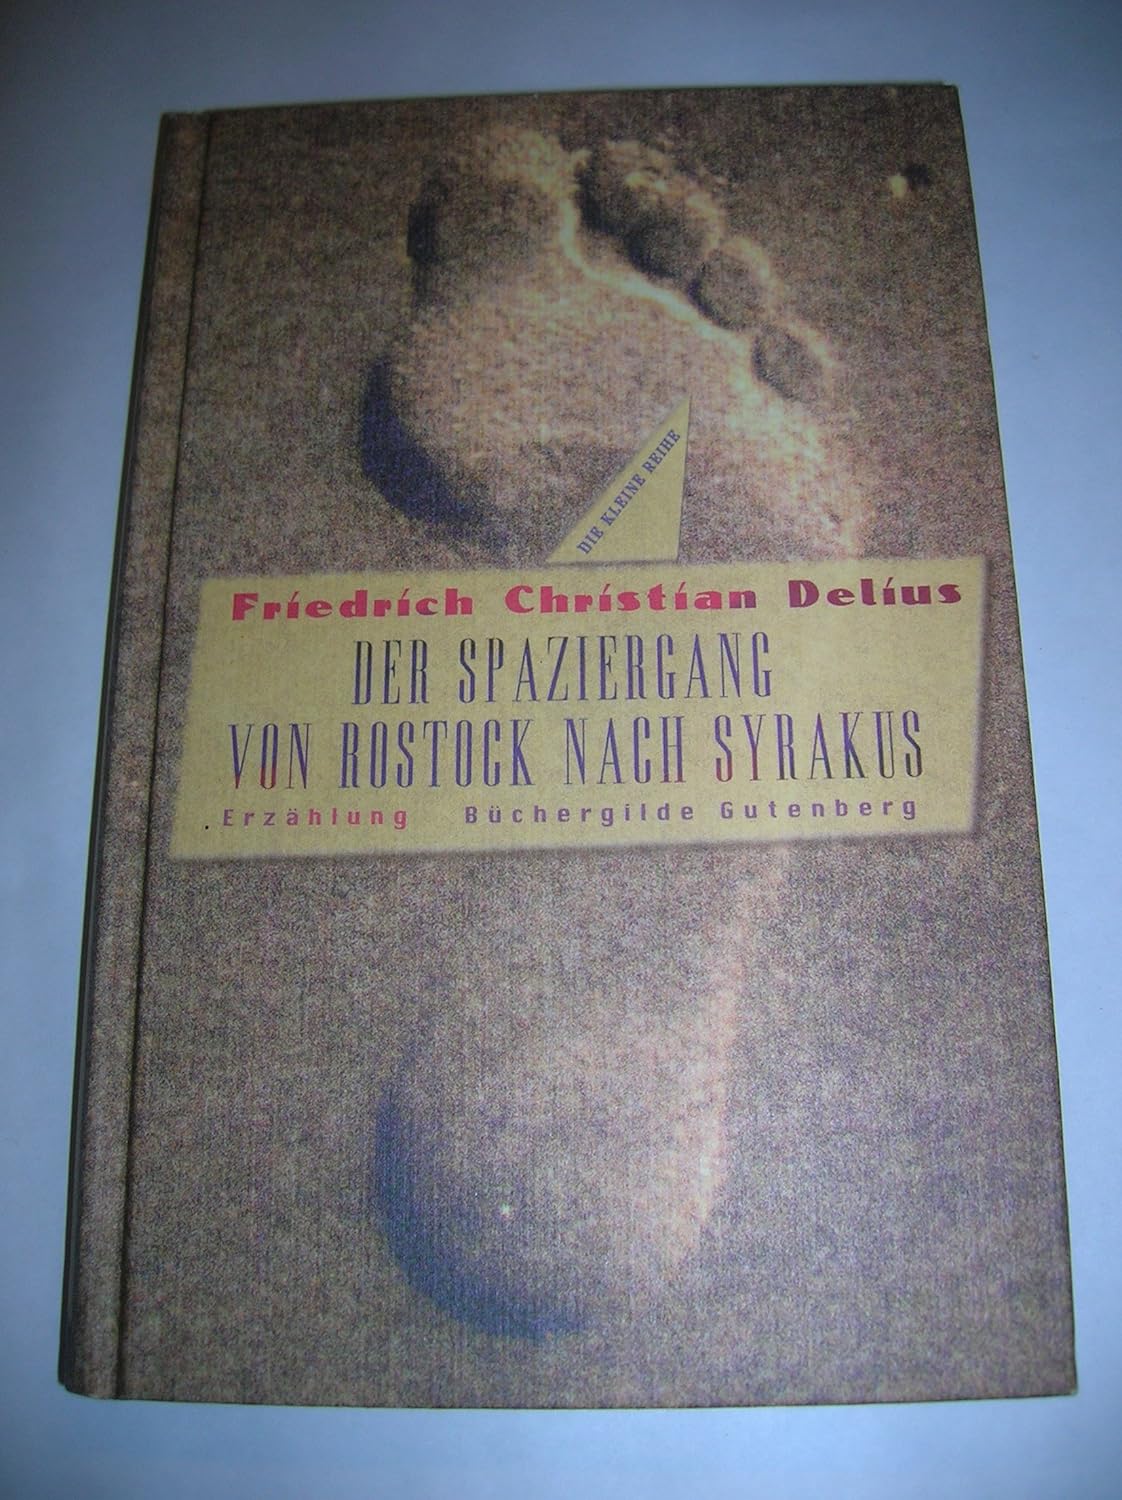 DIE KLEINE REIHE
Friedrich Christian Delius
DER SPAZIERGANG
VON ROSTOCK NACH SYRAKUS
Erzählung Büchergilde Gutenberg